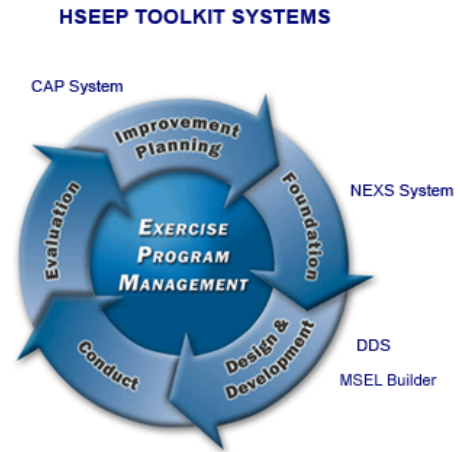 HSEEP TOOLKIT SYSTEMS
CAP System
Improvement
Planning
Foundation
NEXS System
Evaluation
EXERCISE
PROGRAM
MANAGEMENT
Design &
Development
DDS
MSEL Builder
Conduct